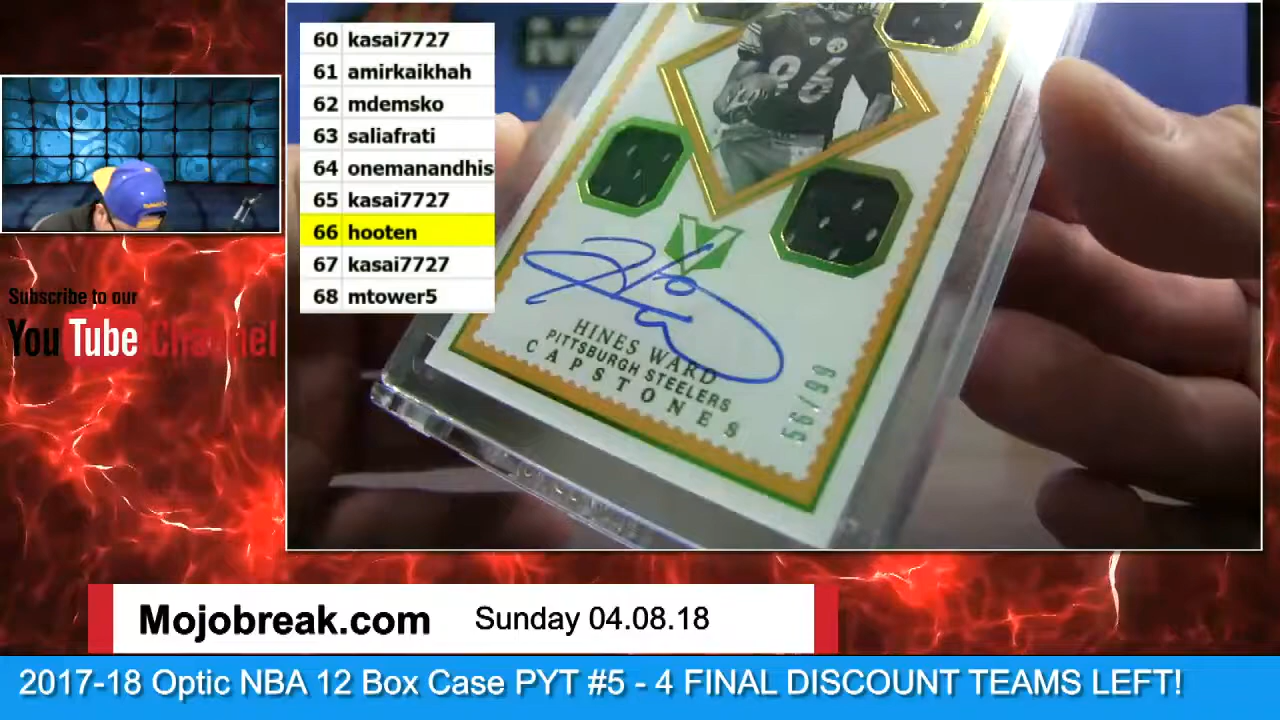 60 kasai7727
61 amirkaikhah
62 mdemsko
63 saliafrati
64 onemanandhis
65 kasai7727
66 hooten
67 kasai7727
68 mtower5
Subscribe to our
YouTube Channel
86
HINES WARD
PITTSBURGH STEELERS
CAPSTONES
56/99
Mojobreak.com
Sunday 04.08.18
2017-18 Optic NBA 12 Box Case PYT #5 - 4 FINAL DISCOUNT TEAMS LEFT!